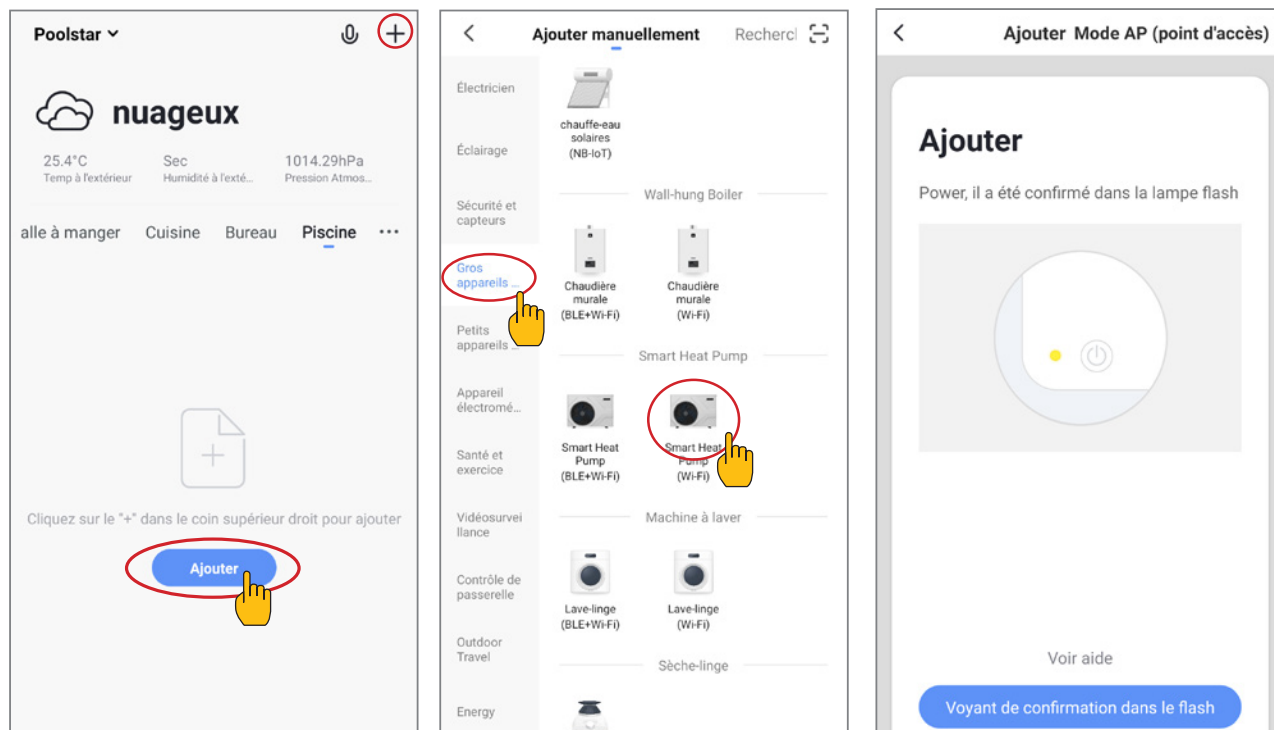 Poolstar
nuageux
25.4°C
Sec
1014.29hPa
Temp à l'extérieur
Humidité à l'exté...
Pression Atmos...
alle à manger
Cuisine
Bureau
Piscine
Cliquez sur le "+" dans le coin supérieur droit pour ajouter
Ajouter
Ajouter manuellement
Recherc
Électricien
Éclairage
Sécurité et
capteurs
Gros
appareils ...
Petits
appareils ...
Appareil
électromé...
Santé et
exercice
Vidéosurvei
llance
Contrôle de
passerelle
Outdoor
Travel
Energy
chauffe-eau
solaires
(NB-IoT)
Wall-hung Boiler
Chaudière
murale
(BLE+Wi-Fi)
Chaudière
murale
(Wi-Fi)
Smart Heat Pump
Smart Heat
Pump
(BLE+Wi-Fi)
Smart Heat
Pump
(Wi-Fi)
Machine à laver
Lave-linge
(BLE+Wi-Fi)
Lave-linge
(Wi-Fi)
Sèche-linge
Ajouter Mode AP (point d'accès)
Ajouter
Power, il a été confirmé dans la lampe flash
Voir aide
Voyant de confirmation dans le flash